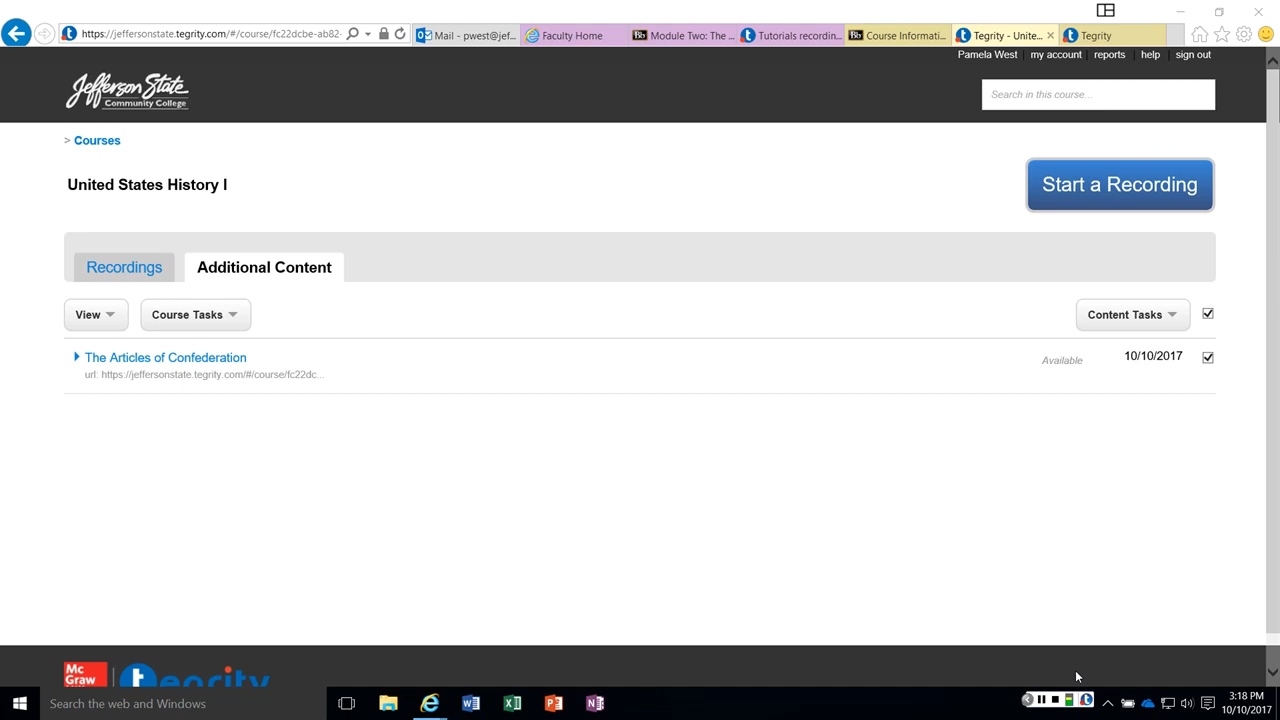 https://jeffersonstate.tegrity.com/#/course/fc22dcbe-ab82-
Mail - pwest@jef...
Faculty Home
Module Two: The ...
Tutorials recordin...
Course Informati...
Tegrity - Unite...
Tegrity
Pamela West
my account
reports
help
sign out
Jefferson State
Community College
Search in this course...
> Courses
United States History I
Start a Recording
Recordings
Additional Content
View
Course Tasks
Content Tasks
The Articles of Confederation
Available
10/10/2017
url: https://jeffersonstate.tegrity.com/#/course/fc22dc...
Mc
Graw
tegrity
Search the web and Windows
3:18 PM
10/10/2017